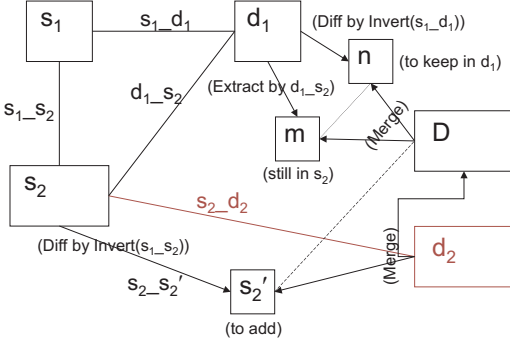 s₁
s₁_d₁
d₁
(Diff by Invert(s₁_d₁))
n
(to keep in d₁)
d₁_s₂
(Extract by d₁_s₂)
s₁_s₂
m
(Merge)
D
(still in s₂)
s₂
s₂_d₂
(Diff by Invert(s₁_s₂))
(Merge)
d₂
s₂_s₂′
s₂′
(to add)